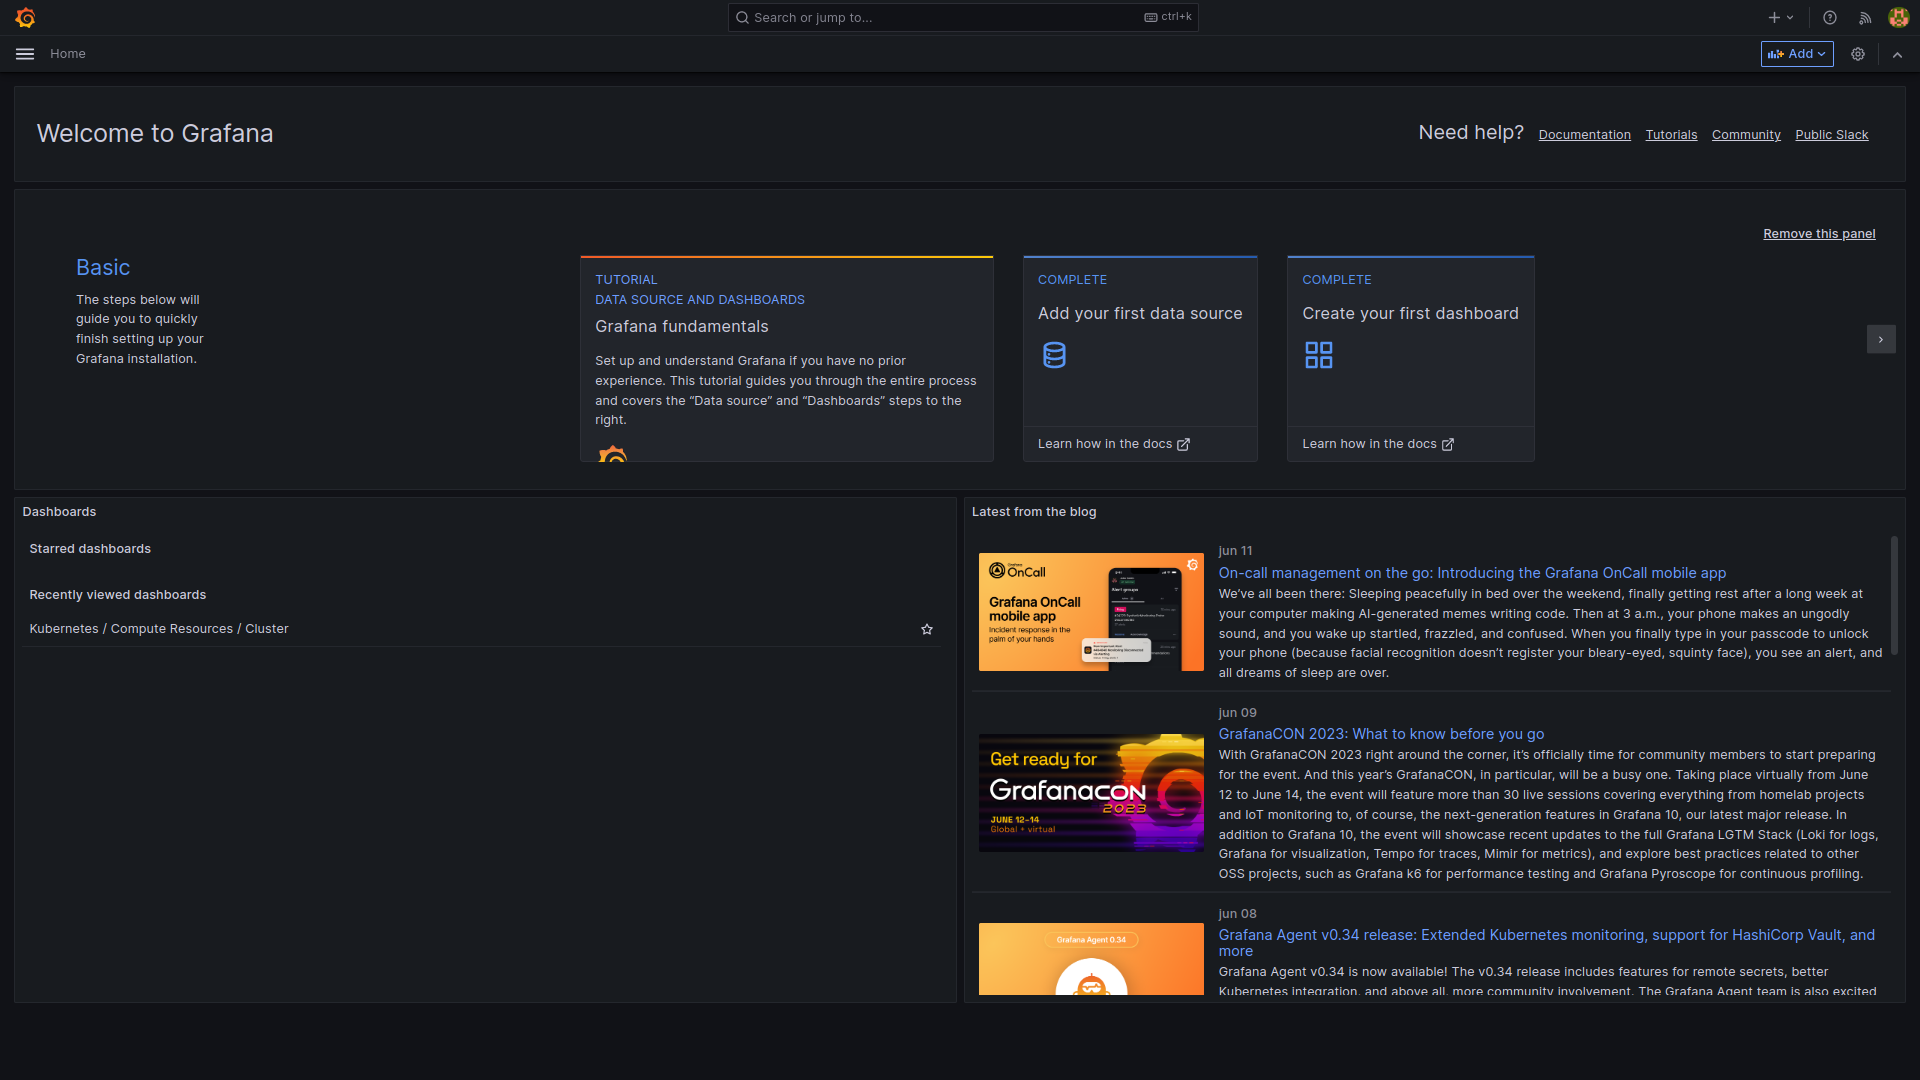 Search or jump to...
ctrl+k
Home
Add
Welcome to Grafana
Need help?
Documentation
Tutorials
Community
Public Slack
Remove this panel
Basic
The steps below will
guide you to quickly
finish setting up your
Grafana installation.
TUTORIAL
DATA SOURCE AND DASHBOARDS
Grafana fundamentals
Set up and understand Grafana if you have no prior
experience. This tutorial guides you through the entire process
and covers the “Data source” and “Dashboards” steps to the
right.
COMPLETE
Add your first data source
Learn how in the docs
COMPLETE
Create your first dashboard
Learn how in the docs
Dashboards
Starred dashboards
Recently viewed dashboards
Kubernetes / Compute Resources / Cluster
Latest from the blog
Grafana
OnCall
Grafana OnCall
mobile app
Incident response in the
palm of your hands
Alert groups
jun 11
On-call management on the go: Introducing the Grafana OnCall mobile app
We’ve all been there: Sleeping peacefully in bed over the weekend, finally getting rest after a long week at
your computer making AI-generated memes writing code. Then at 3 a.m., your phone makes an ungodly
sound, and you wake up startled, frazzled, and confused. When you finally type in your passcode to unlock
your phone (because facial recognition doesn’t register your bleary-eyed, squinty face), you see an alert, and
all dreams of sleep are over.
Get ready for
GrafanaCON
2023
JUNE 12-14
Global + virtual
jun 09
GrafanaCON 2023: What to know before you go
With GrafanaCON 2023 right around the corner, it’s officially time for community members to start preparing
for the event. And this year’s GrafanaCON, in particular, will be a busy one. Taking place virtually from June
12 to June 14, the event will feature more than 30 live sessions covering everything from homelab projects
and IoT monitoring to, of course, the next-generation features in Grafana 10, our latest major release. In
addition to Grafana 10, the event will showcase recent updates to the full Grafana LGTM Stack (Loki for logs,
Grafana for visualization, Tempo for traces, Mimir for metrics), and explore best practices related to other
OSS projects, such as Grafana k6 for performance testing and Grafana Pyroscope for continuous profiling.
Grafana Agent 0.34
jun 08
Grafana Agent v0.34 release: Extended Kubernetes monitoring, support for HashiCorp Vault, and
more
Grafana Agent v0.34 is now available! The v0.34 release includes features for remote secrets, better
Kubernetes integration, and above all, more community involvement. The Grafana Agent team is also excited